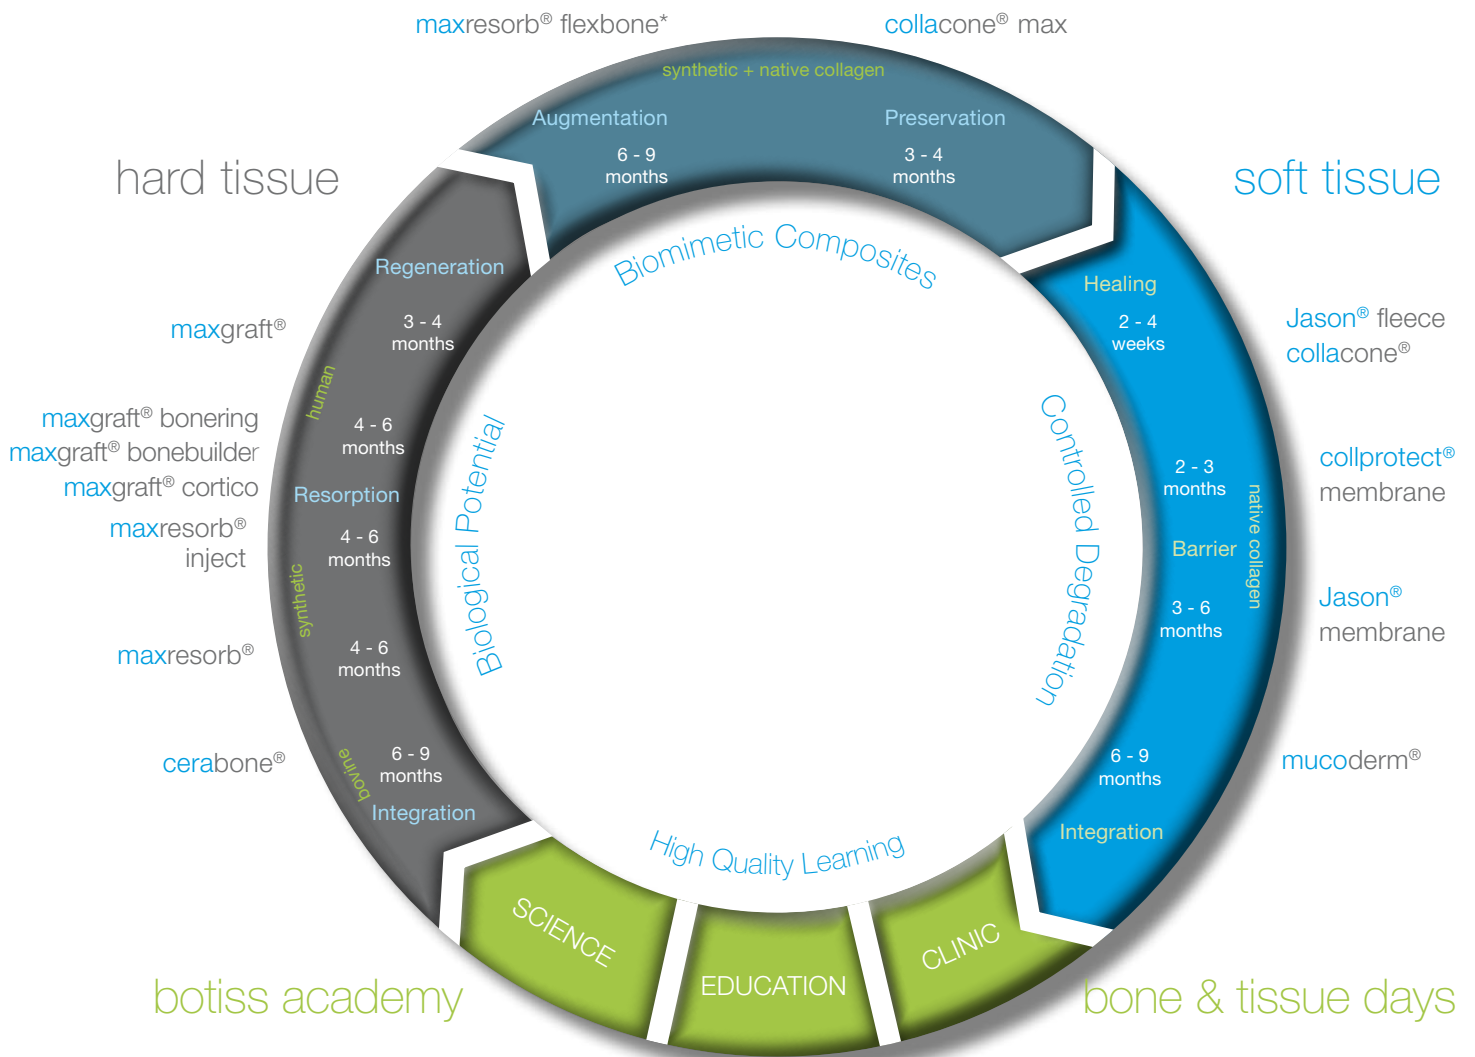 maxresorb® flexbone*
collacone® max
synthetic + native collagen
Augmentation
Preservation
6 - 9
months
3 - 4
months
hard tissue
soft tissue
Biomimetic Composites
Regeneration
3 - 4
months
maxgraft®
human
maxgraft® bonering
maxgraft® bonebuilder
maxgraft® cortico
4 - 6
months
Resorption
maxresorb®
inject
4 - 6
months
synthetic
maxresorb®
4 - 6
months
cerabone®
bovine
6 - 9
months
Integration
Biological Potential
Controlled Degradation
Healing
2 - 4
weeks
Jason® fleece
collacone®
2 - 3
months
collprotect®
membrane
native collagen
Barrier
3 - 6
months
Jason®
membrane
6 - 9
months
mucoderm®
Integration
High Quality Learning
SCIENCE
EDUCATION
CLINIC
botiss academy
bone & tissue days